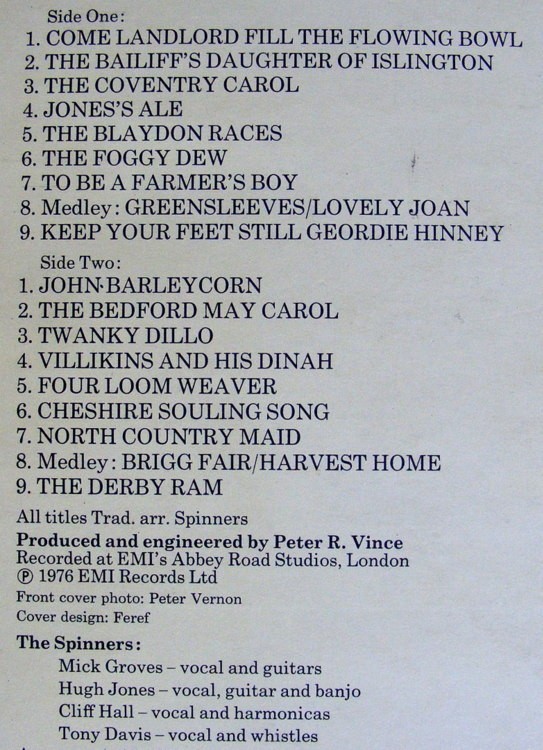 Side One:
1. COME LANDLORD FILL THE FLOWING BOWL
2. THE BAILIFF'S DAUGHTER OF ISLINGTON
3. THE COVENTRY CAROL
4. JONES'S ALE
5. THE BLAYDON RACES
6. THE FOGGY DEW
7. TO BE A FARMER'S BOY
8. Medley: GREENSLEEVES/LOVELY JOAN
9. KEEP YOUR FEET STILL GEORDIE HINNEY
Side Two:
1. JOHN BARLEYCORN
2. THE BEDFORD MAY CAROL
3. TWANKY DILLO
4. VILLIKINS AND HIS DINAH
5. FOUR LOOM WEAVER
6. CHESHIRE SOULING SONG
7. NORTH COUNTRY MAID
8. Medley: BRIGG FAIR/HARVEST HOME
9. THE DERBY RAM
All titles Trad. arr. Spinners
Produced and engineered by Peter R. Vince
Recorded at EMI's Abbey Road Studios, London
℗ 1976 EMI Records Ltd
Front cover photo: Peter Vernon
Cover design: Feref
The Spinners:
Mick Groves – vocal and guitars
Hugh Jones – vocal, guitar and banjo
Cliff Hall – vocal and harmonicas
Tony Davis – vocal and whistles